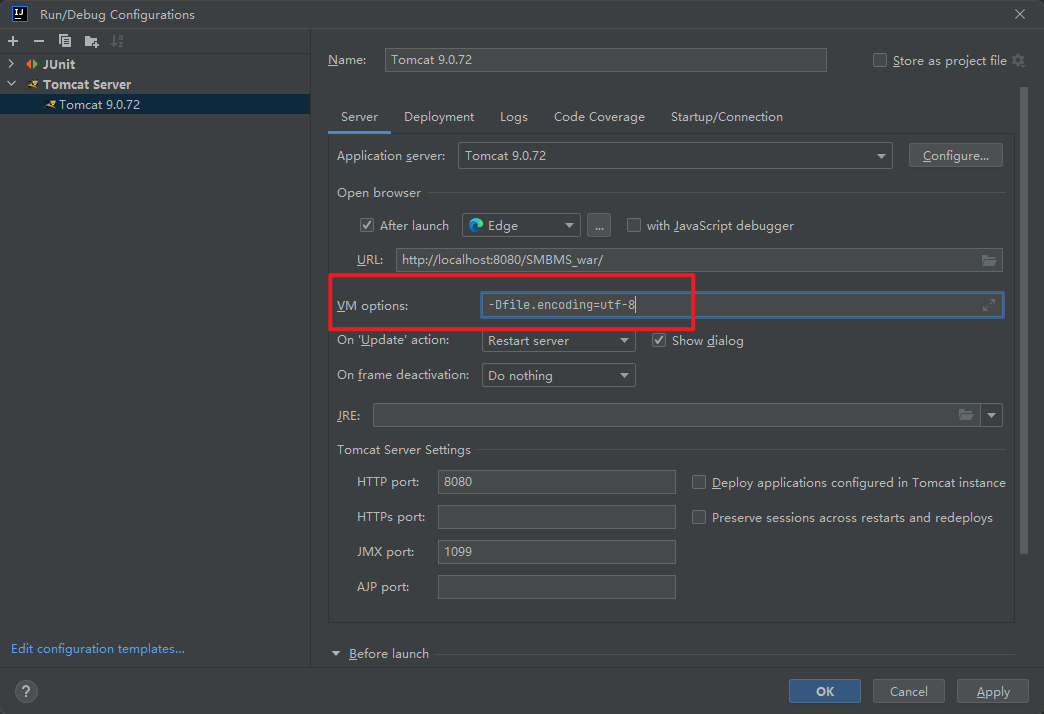 Run/Debug Configurations
JUnit
Tomcat Server
Tomcat 9.0.72
Edit configuration templates...
Name: Tomcat 9.0.72 Store as project file
Server Deployment Logs Code Coverage Startup/Connection
Application server: Tomcat 9.0.72 Configure...
Open browser
After launch Edge ... with JavaScript debugger
URL: http://localhost:8080/SMBMS_war/
VM options: -Dfile.encoding=utf-8
On 'Update' action: Restart server Show dialog
On frame deactivation: Do nothing
JRE:
Tomcat Server Settings
HTTP port: 8080 Deploy applications configured in Tomcat instance
HTTPs port: Preserve sessions across restarts and redeploys
JMX port: 1099
AJP port:
Before launch
? OK Cancel Apply